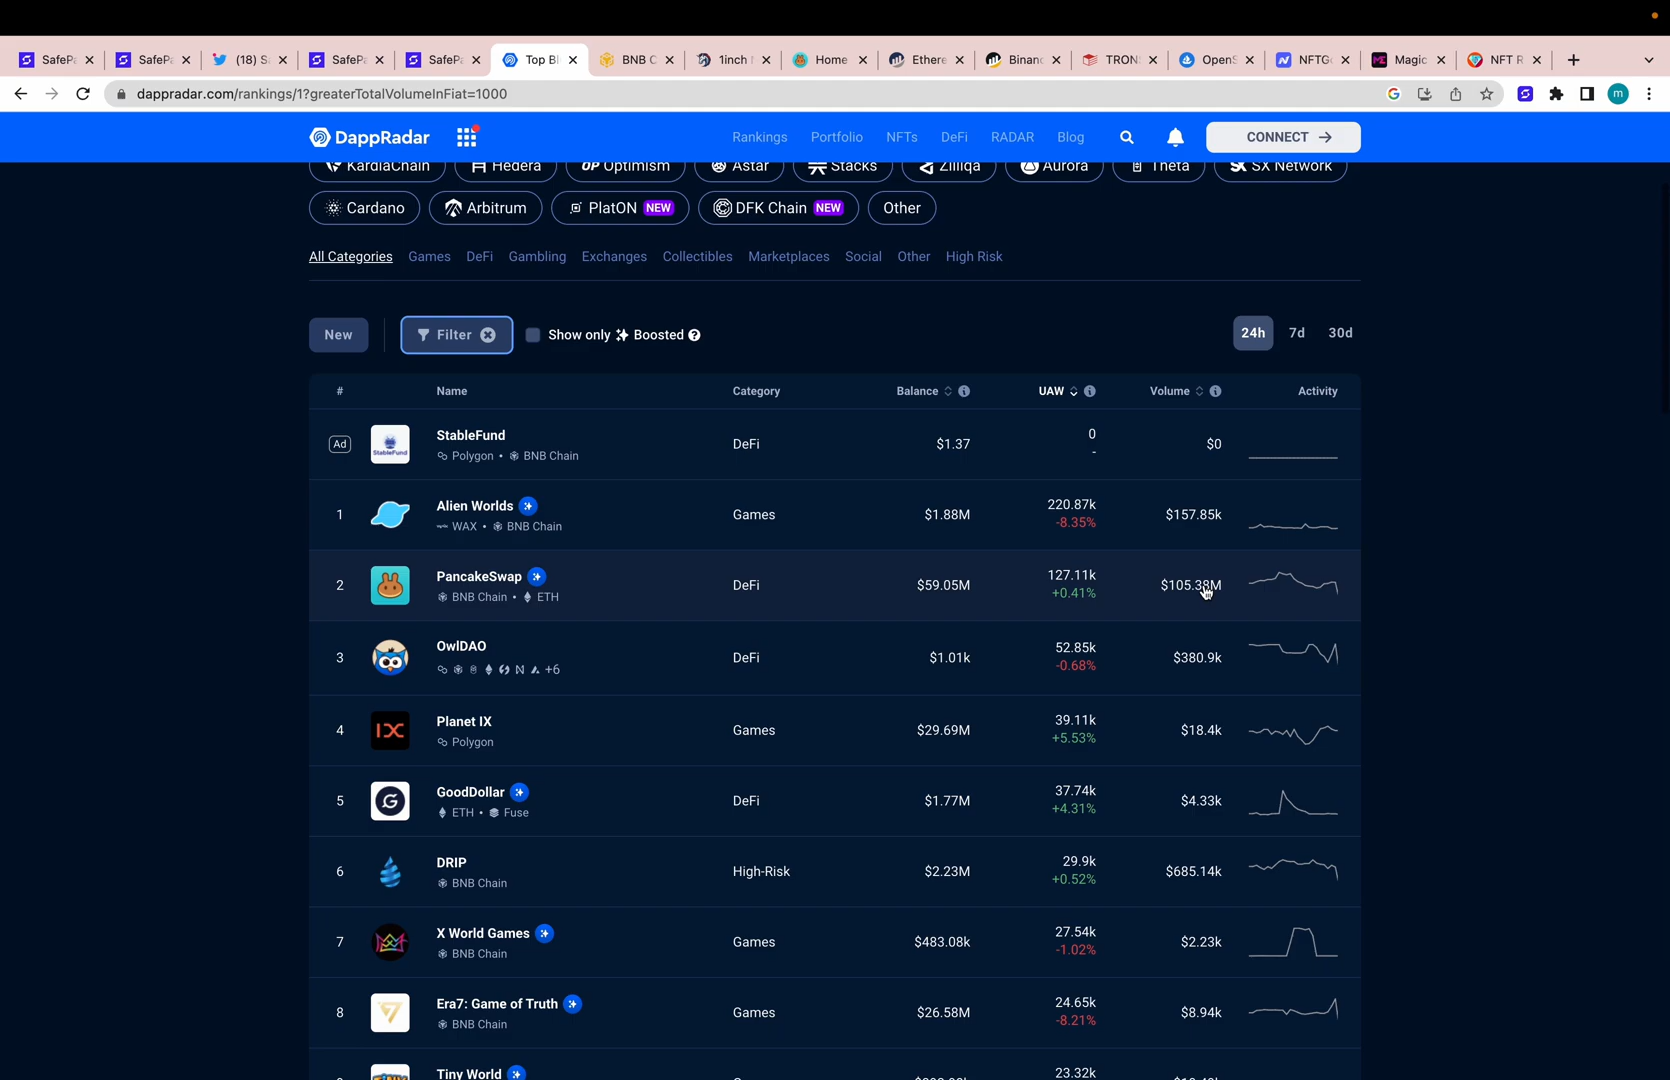 SafePa
SafePa
(18) S
SafePa
SafePa
Top Bl
BNB C
1inch
Home
Ethere
Binanc
TRON
OpenS
NFTG
Magic
NFT R
dappradar.com/rankings/1?greaterTotalVolumeInFiat=1000
m
DappRadar
Rankings
Portfolio
NFTs
DeFi
RADAR
Blog
CONNECT →
KardiaChain
Hedera
Optimism
Astar
Stacks
Zilliqa
Aurora
Theta
SX Network
Cardano
Arbitrum
PlatON NEW
DFK Chain NEW
Other
All Categories
Games
DeFi
Gambling
Exchanges
Collectibles
Marketplaces
Social
Other
High Risk
New
Filter
Show only Boosted
24h
7d
30d
# Name Category Balance UAW Volume Activity
Ad StableFund DeFi $1.37 0 $0
Polygon • BNB Chain -
1 Alien Worlds Games $1.88M 220.87k $157.85k
WAX • BNB Chain -8.35%
2 PancakeSwap DeFi $59.05M 127.11k $105.38M
BNB Chain • ETH +0.41%
3 OwlDAO DeFi $1.01k 52.85k $380.9k
+6 -0.68%
4 Planet IX Games $29.69M 39.11k $18.4k
Polygon +5.53%
5 GoodDollar DeFi $1.77M 37.74k $4.33k
ETH • Fuse +4.31%
6 DRIP High-Risk $2.23M 29.9k $685.14k
BNB Chain +0.52%
7 X World Games Games $483.08k 27.54k $2.23k
BNB Chain -1.02%
8 Era7: Game of Truth Games $26.58M 24.65k $8.94k
BNB Chain -8.21%
Tiny World 23.32k